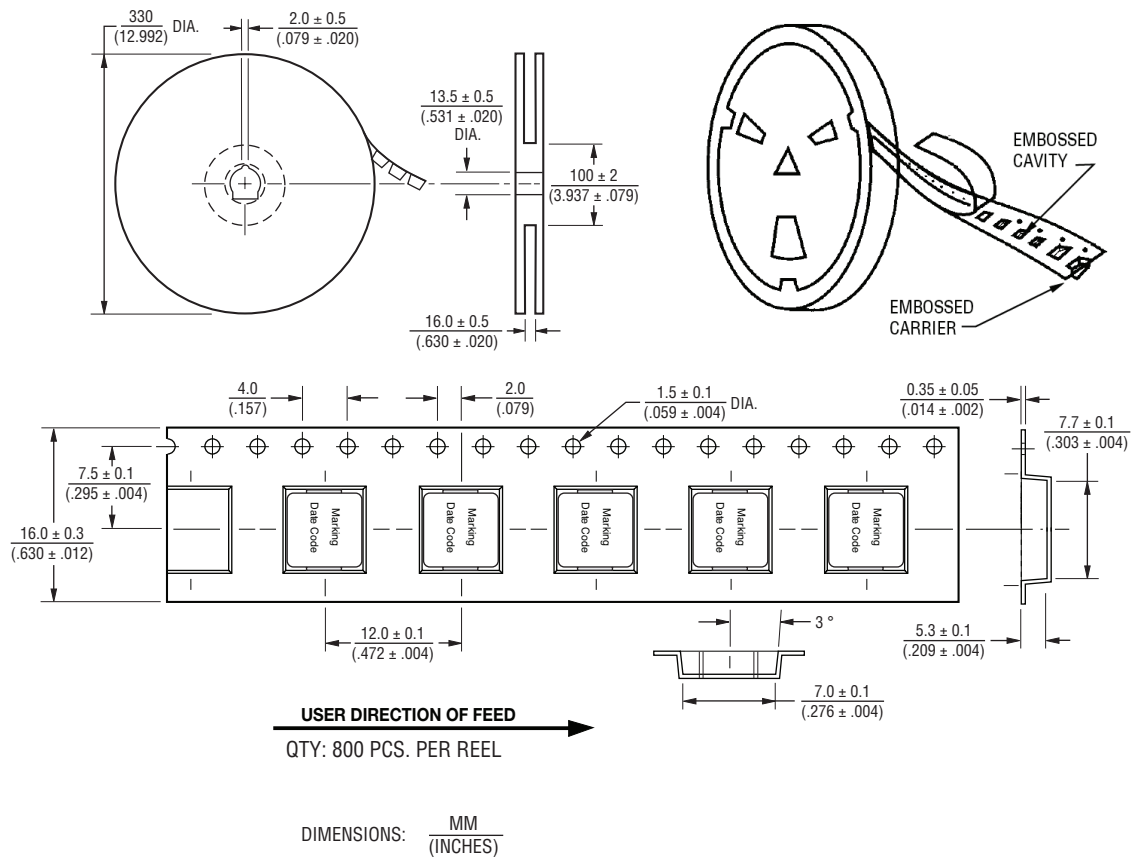 330
(12.992)
DIA.
2.0 ± 0.5
(.079 ± .020)
13.5 ± 0.5
(.531 ± .020)
DIA.
100 ± 2
(3.937 ± .079)
16.0 ± 0.5
(.630 ± .020)
EMBOSSED
CAVITY
EMBOSSED
CARRIER
4.0
(.157)
2.0
(.079)
1.5 ± 0.1
(.059 ± .004)
DIA.
0.35 ± 0.05
(.014 ± .002)
7.7 ± 0.1
(.303 ± .004)
7.5 ± 0.1
(.295 ± .004)
16.0 ± 0.3
(.630 ± .012)
Marking
Date Code
Marking
Date Code
Marking
Date Code
Marking
Date Code
Marking
Date Code
12.0 ± 0.1
(.472 ± .004)
3 °
5.3 ± 0.1
(.209 ± .004)
7.0 ± 0.1
(.276 ± .004)
USER DIRECTION OF FEED
QTY: 800 PCS. PER REEL
DIMENSIONS:
MM
(INCHES)